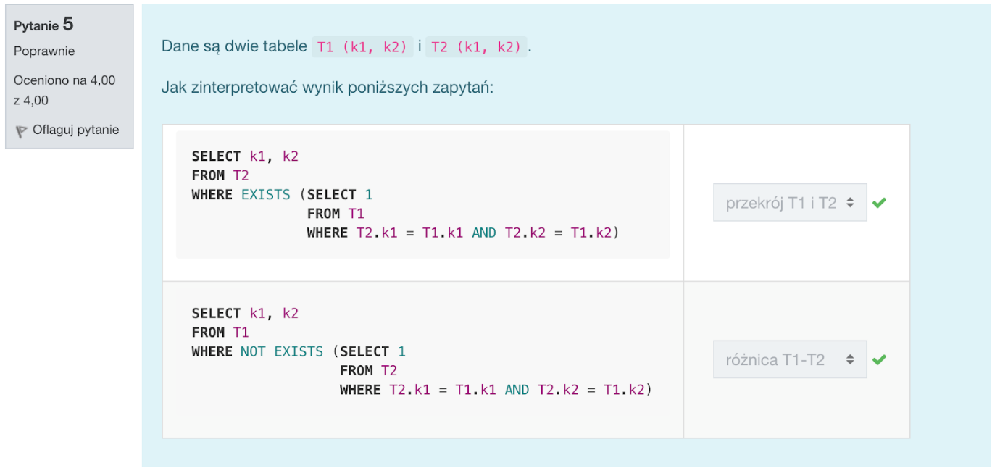 Pytanie 5
Poprawnie
Oceniono na 4,00
z 4,00
Oflaguj pytanie
Dane są dwie tabele T1 (k1, k2) i T2 (k1, k2) .
Jak zinterpretować wynik poniższych zapytań:
SELECT k1, k2
FROM T2
WHERE EXISTS (SELECT 1
FROM T1
WHERE T2.k1 = T1.k1 AND T2.k2 = T1.k2)
przekrój T1 i T2
SELECT k1, k2
FROM T1
WHERE NOT EXISTS (SELECT 1
FROM T2
WHERE T2.k1 = T1.k1 AND T2.k2 = T1.k2)
różnica T1-T2